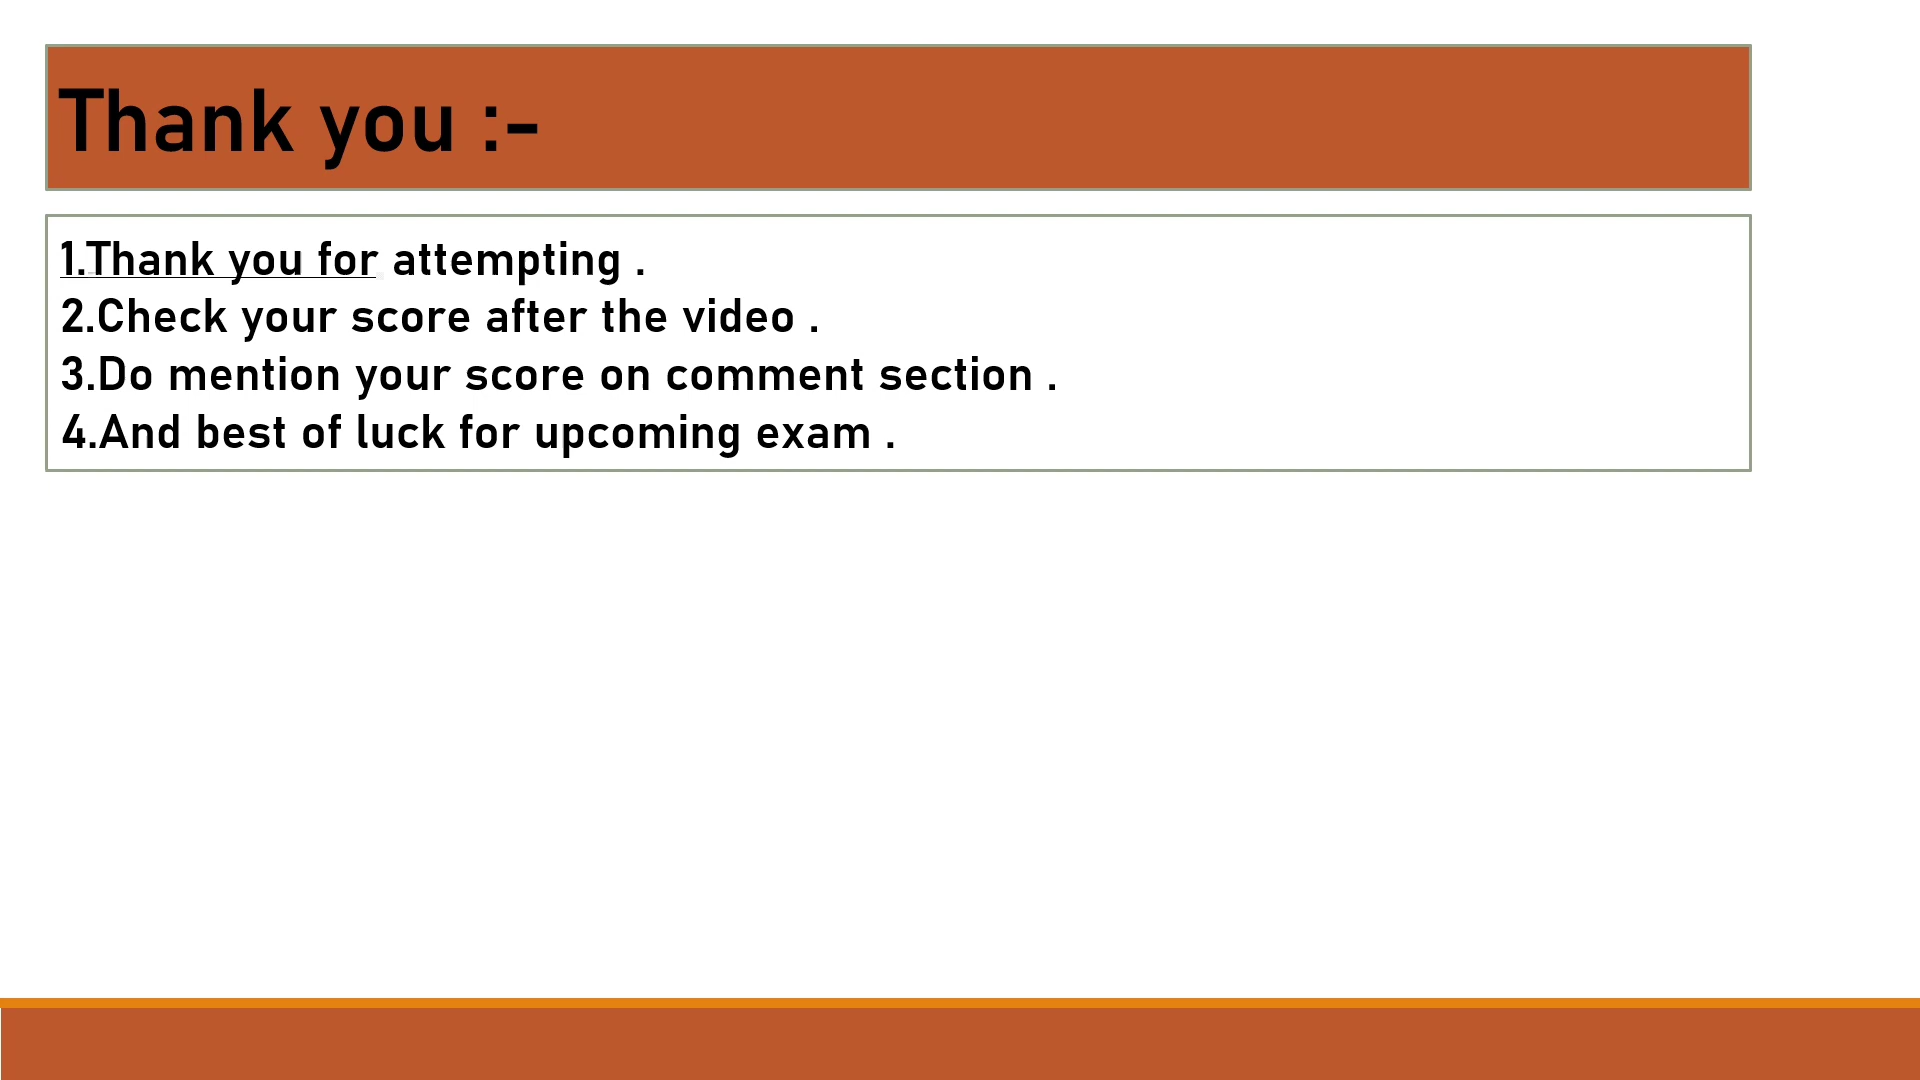 Thank you :-
1.Thank you for attempting .
2.Check your score after the video .
3.Do mention your score on comment section .
4.And best of luck for upcoming exam .